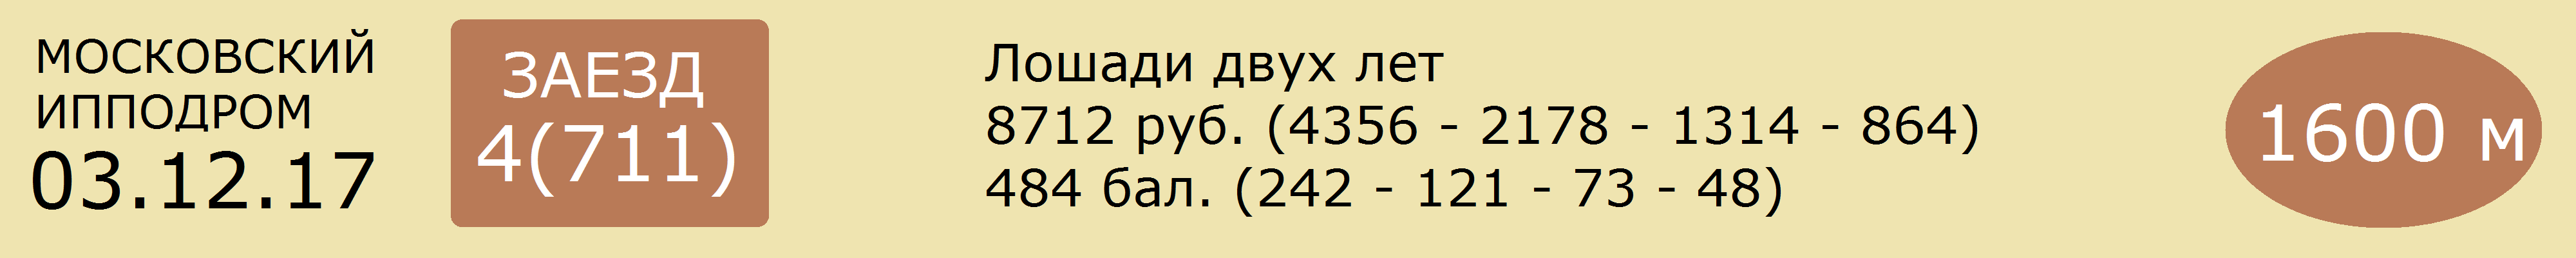 МОСКОВСКИЙ
ИППОДРОМ
03.12.17
ЗАЕЗД
4(711)
Лошади двух лет
8712 руб. (4356 - 2178 - 1314 - 864)
484 бал. (242 - 121 - 73 - 48)
1600 м